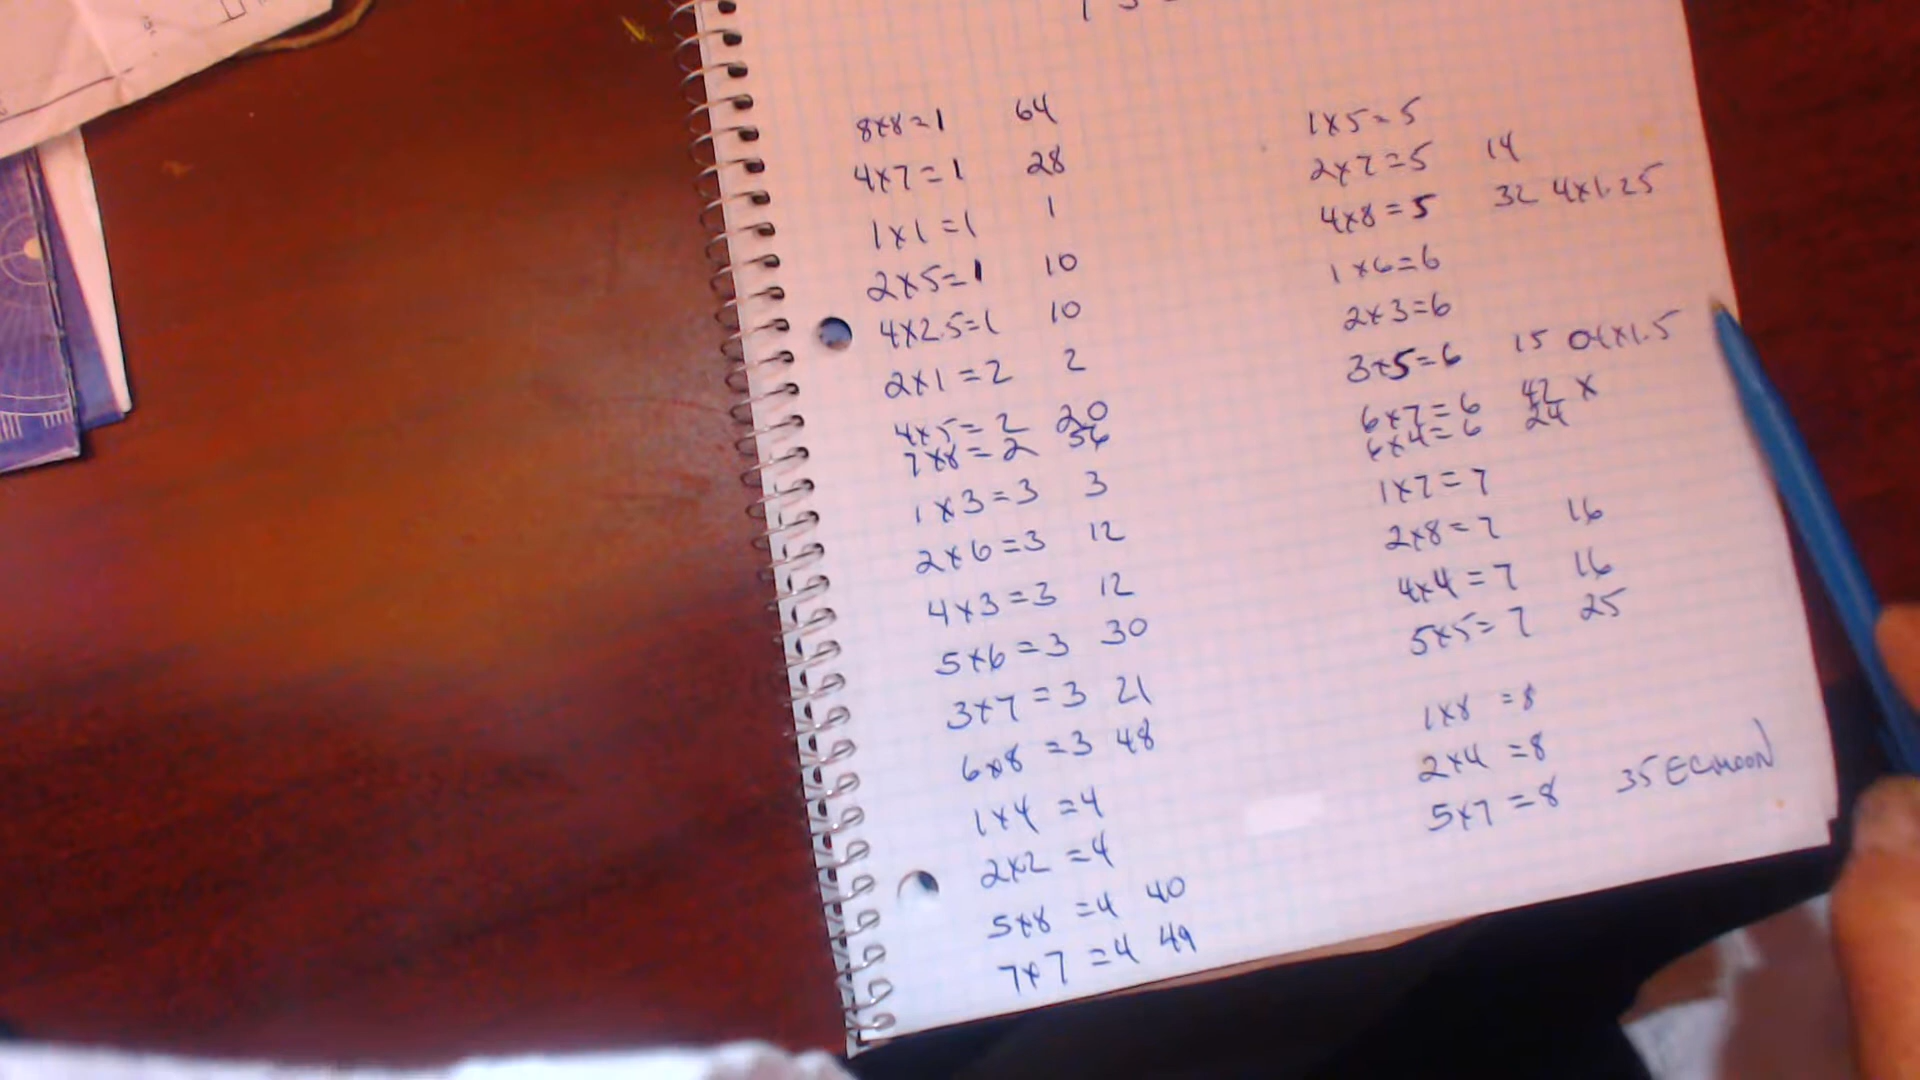 8x8=1 64
4x7=1 28
1x1=1 1
2x5=1 10
4x2.5=1 10
2x1=2 2
4x5=2 20
7x8=2 56
1x3=3 3
2x6=3 12
4x3=3 12
5x6=3 30
3x7=3 21
6x8=3 48
1x4=4
2x2=4
5x8=4 40
7x7=4 49
1x5=5
2x7=5 14
4x8=5 32 4x1.25
1x6=6
2x3=6
3x5=6 15 04x1.5
6x7=6 42 x
6x4=6 24
1x7=7
2x8=7 16
4x4=7 16
5x5=7 25
1x8=8
2x4=8
5x7=8 35